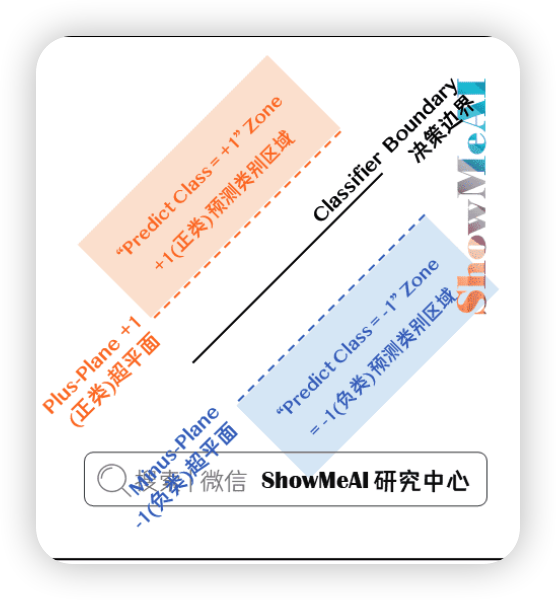 “Predict Class = +1” Zone
+1(正类)预测类别区域
Classifier Boundary
决策边界
ShowMeAI
Plus-Plane +1
(正类)超平面
“Predict Class = -1” Zone
= -1(负类)预测类别区域
Minus-Plane
-1(负类)超平面
搜索 | 微信 ShowMeAI 研究中心